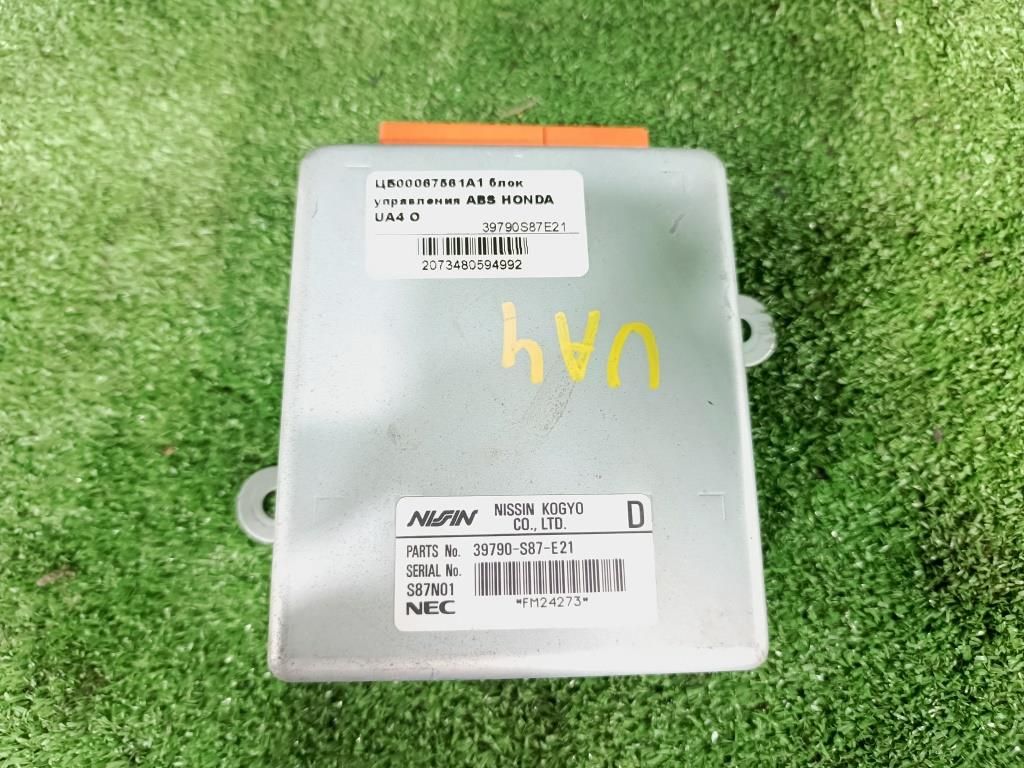 ЦБ00067561A1 блок
управления ABS HONDA
UA4 O
39790S87E21
2073480594992
UA4
NISSIN NISSIN KOGYO
CO., LTD. D
PARTS No. 39790-S87-E21
SERIAL No.
S87N01
NEC *FM24273*